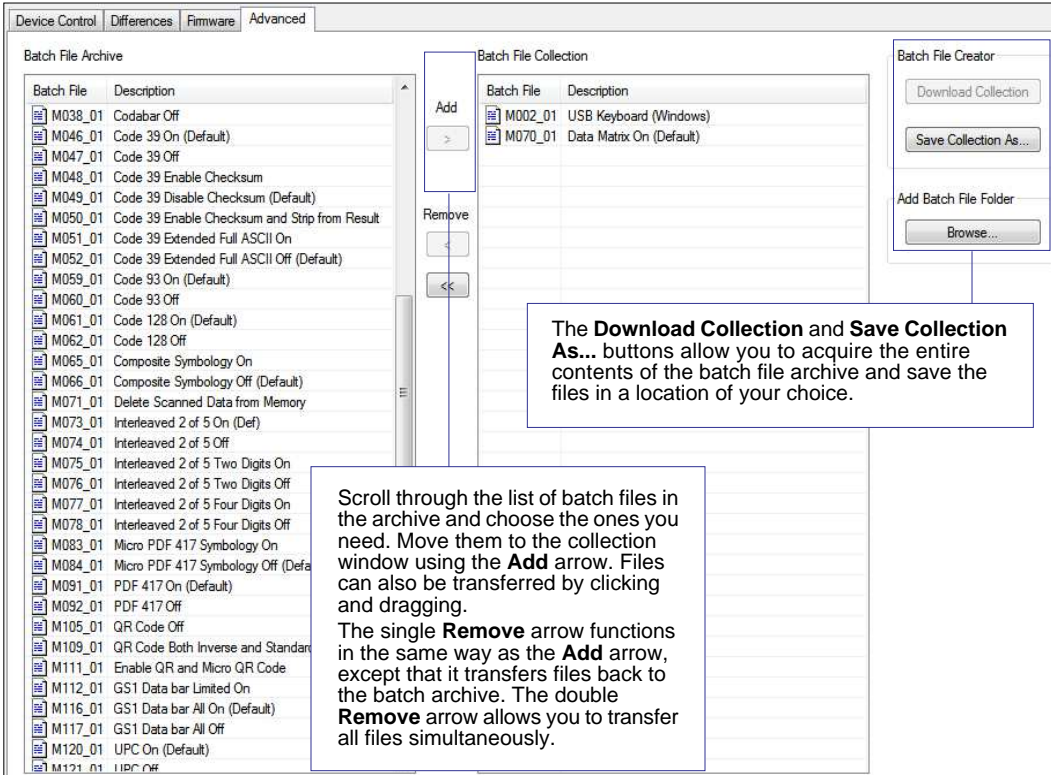 Device Control Differences Firmware Advanced
Batch File Archive
Batch File Description
M038_01 Codabar Off
M046_01 Code 39 On (Default)
M047_01 Code 39 Off
M048_01 Code 39 Enable Checksum
M049_01 Code 39 Disable Checksum (Default)
M050_01 Code 39 Enable Checksum and Strip from Result
M051_01 Code 39 Extended Full ASCII On
M052_01 Code 39 Extended Full ASCII Off (Default)
M059_01 Code 93 On (Default)
M060_01 Code 93 Off
M061_01 Code 128 On (Default)
M062_01 Code 128 Off
M065_01 Composite Symbology On
M066_01 Composite Symbology Off (Default)
M071_01 Delete Scanned Data from Memory
M073_01 Interleaved 2 of 5 On (Def)
M074_01 Interleaved 2 of 5 Off
M075_01 Interleaved 2 of 5 Two Digits On
M076_01 Interleaved 2 of 5 Two Digits Off
M077_01 Interleaved 2 of 5 Four Digits On
M078_01 Interleaved 2 of 5 Four Digits Off
M083_01 Micro PDF 417 Symbology On
M084_01 Micro PDF 417 Symbology Off (Defa
M091_01 PDF 417 On (Default)
M092_01 PDF 417 Off
M105_01 QR Code Off
M109_01 QR Code Both Inverse and Standar
M111_01 Enable QR and Micro QR Code
M112_01 GS1 Data bar Limited On
M116_01 GS1 Data bar All On (Default)
M117_01 GS1 Data bar All Off
M120_01 UPC On (Default)
M121_01 UPC Off
Add
>
Remove
<
<<
Batch File Collection
Batch File Description
M002_01 USB Keyboard (Windows)
M070_01 Data Matrix On (Default)
Batch File Creator
Download Collection
Save Collection As...
Add Batch File Folder
Browse...
The Download Collection and Save Collection
As... buttons allow you to acquire the entire
contents of the batch file archive and save the
files in a location of your choice.
Scroll through the list of batch files in
the archive and choose the ones you
need. Move them to the collection
window using the Add arrow. Files
can also be transferred by clicking
and dragging.
The single Remove arrow functions
in the same way as the Add arrow,
except that it transfers files back to
the batch archive. The double
Remove arrow allows you to transfer
all files simultaneously.